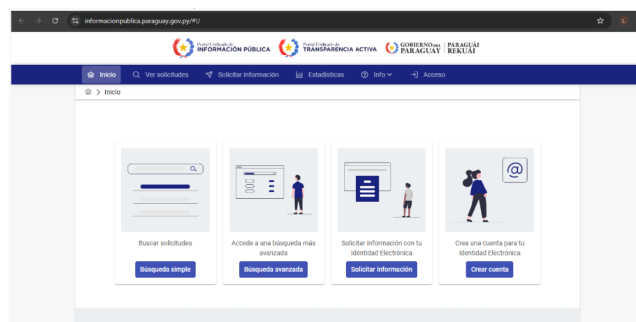 informacionpublica.paraguay.gov.py/#!/
Portal Unificado de
INFORMACIÓN PÚBLICA
Portal Unificado de
TRANSPARENCIA ACTIVA
GOBIERNO DEL
PARAGUAY
PARAGUÁI
REKUÁI
Inicio Ver solicitudes Solicitar información Estadísticas Info Acceso
Inicio
Buscar solicitudes
Búsqueda simple
Accede a una búsqueda más
avanzada
Búsqueda avanzada
Solicitar información con tu
Identidad Electrónica
Solicitar información
@
Crea una cuenta para tu
Identidad Electrónica
Crear cuenta